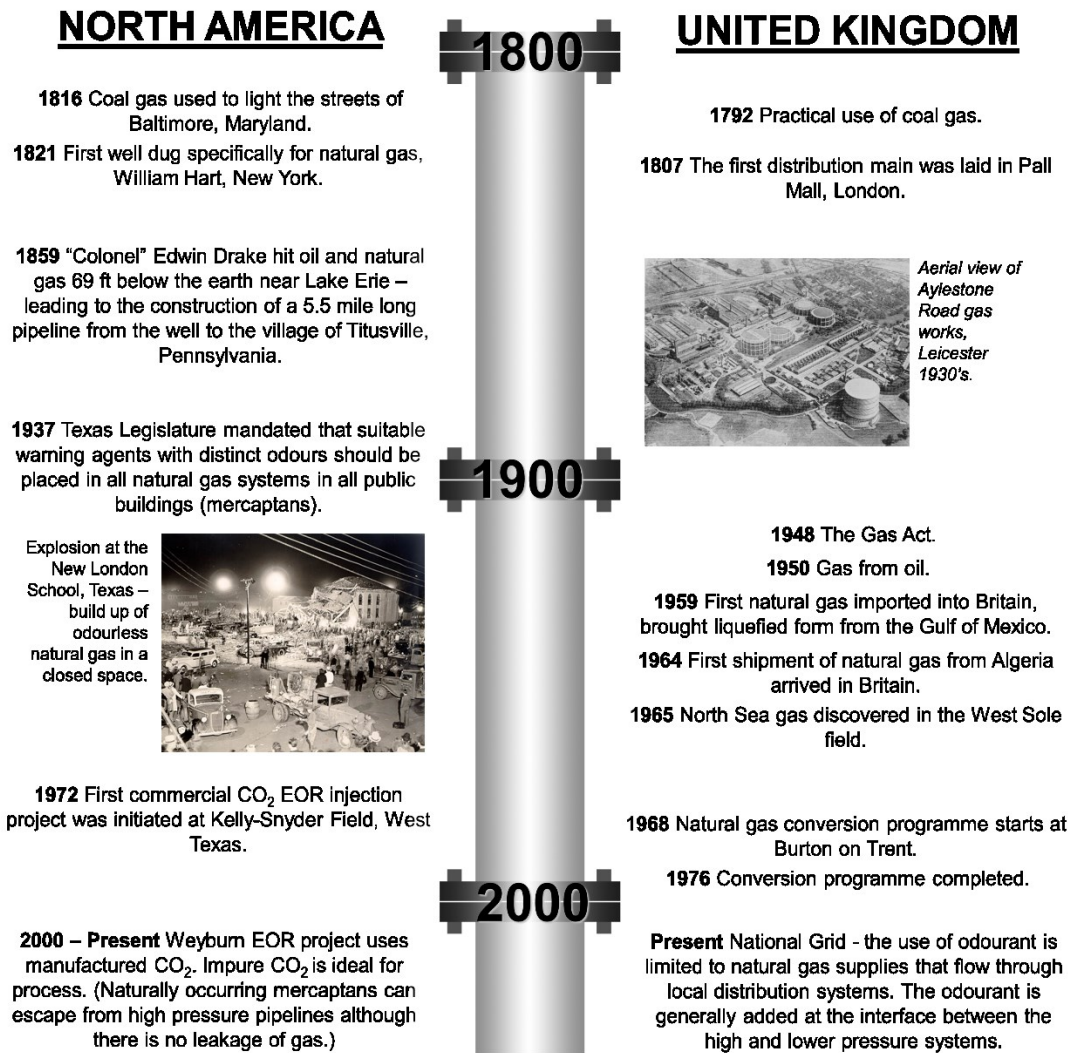 NORTH AMERICA
1816 Coal gas used to light the streets of
Baltimore, Maryland.
1821 First well dug specifically for natural gas,
William Hart, New York.
1859 “Colonel” Edwin Drake hit oil and natural
gas 69 ft below the earth near Lake Erie –
leading to the construction of a 5.5 mile long
pipeline from the well to the village of Titusville,
Pennsylvania.
1937 Texas Legislature mandated that suitable
warning agents with distinct odours should be
placed in all natural gas systems in all public
buildings (mercaptans).
Explosion at the
New London
School, Texas –
build up of
odourless
natural gas in a
closed space.
1972 First commercial CO₂ EOR injection
project was initiated at Kelly-Snyder Field, West
Texas.
2000 – Present Weyburn EOR project uses
manufactured CO₂. Impure CO₂ is ideal for
process. (Naturally occurring mercaptans can
escape from high pressure pipelines although
there is no leakage of gas.)
1800
1900
2000
UNITED KINGDOM
1792 Practical use of coal gas.
1807 The first distribution main was laid in Pall
Mall, London.
Aerial view of
Aylestone
Road gas
works,
Leicester
1930's.
1948 The Gas Act.
1950 Gas from oil.
1959 First natural gas imported into Britain,
brought liquefied form from the Gulf of Mexico.
1964 First shipment of natural gas from Algeria
arrived in Britain.
1965 North Sea gas discovered in the West Sole
field.
1968 Natural gas conversion programme starts at
Burton on Trent.
1976 Conversion programme completed.
Present National Grid - the use of odourant is
limited to natural gas supplies that flow through
local distribution systems. The odourant is
generally added at the interface between the
high and lower pressure systems.